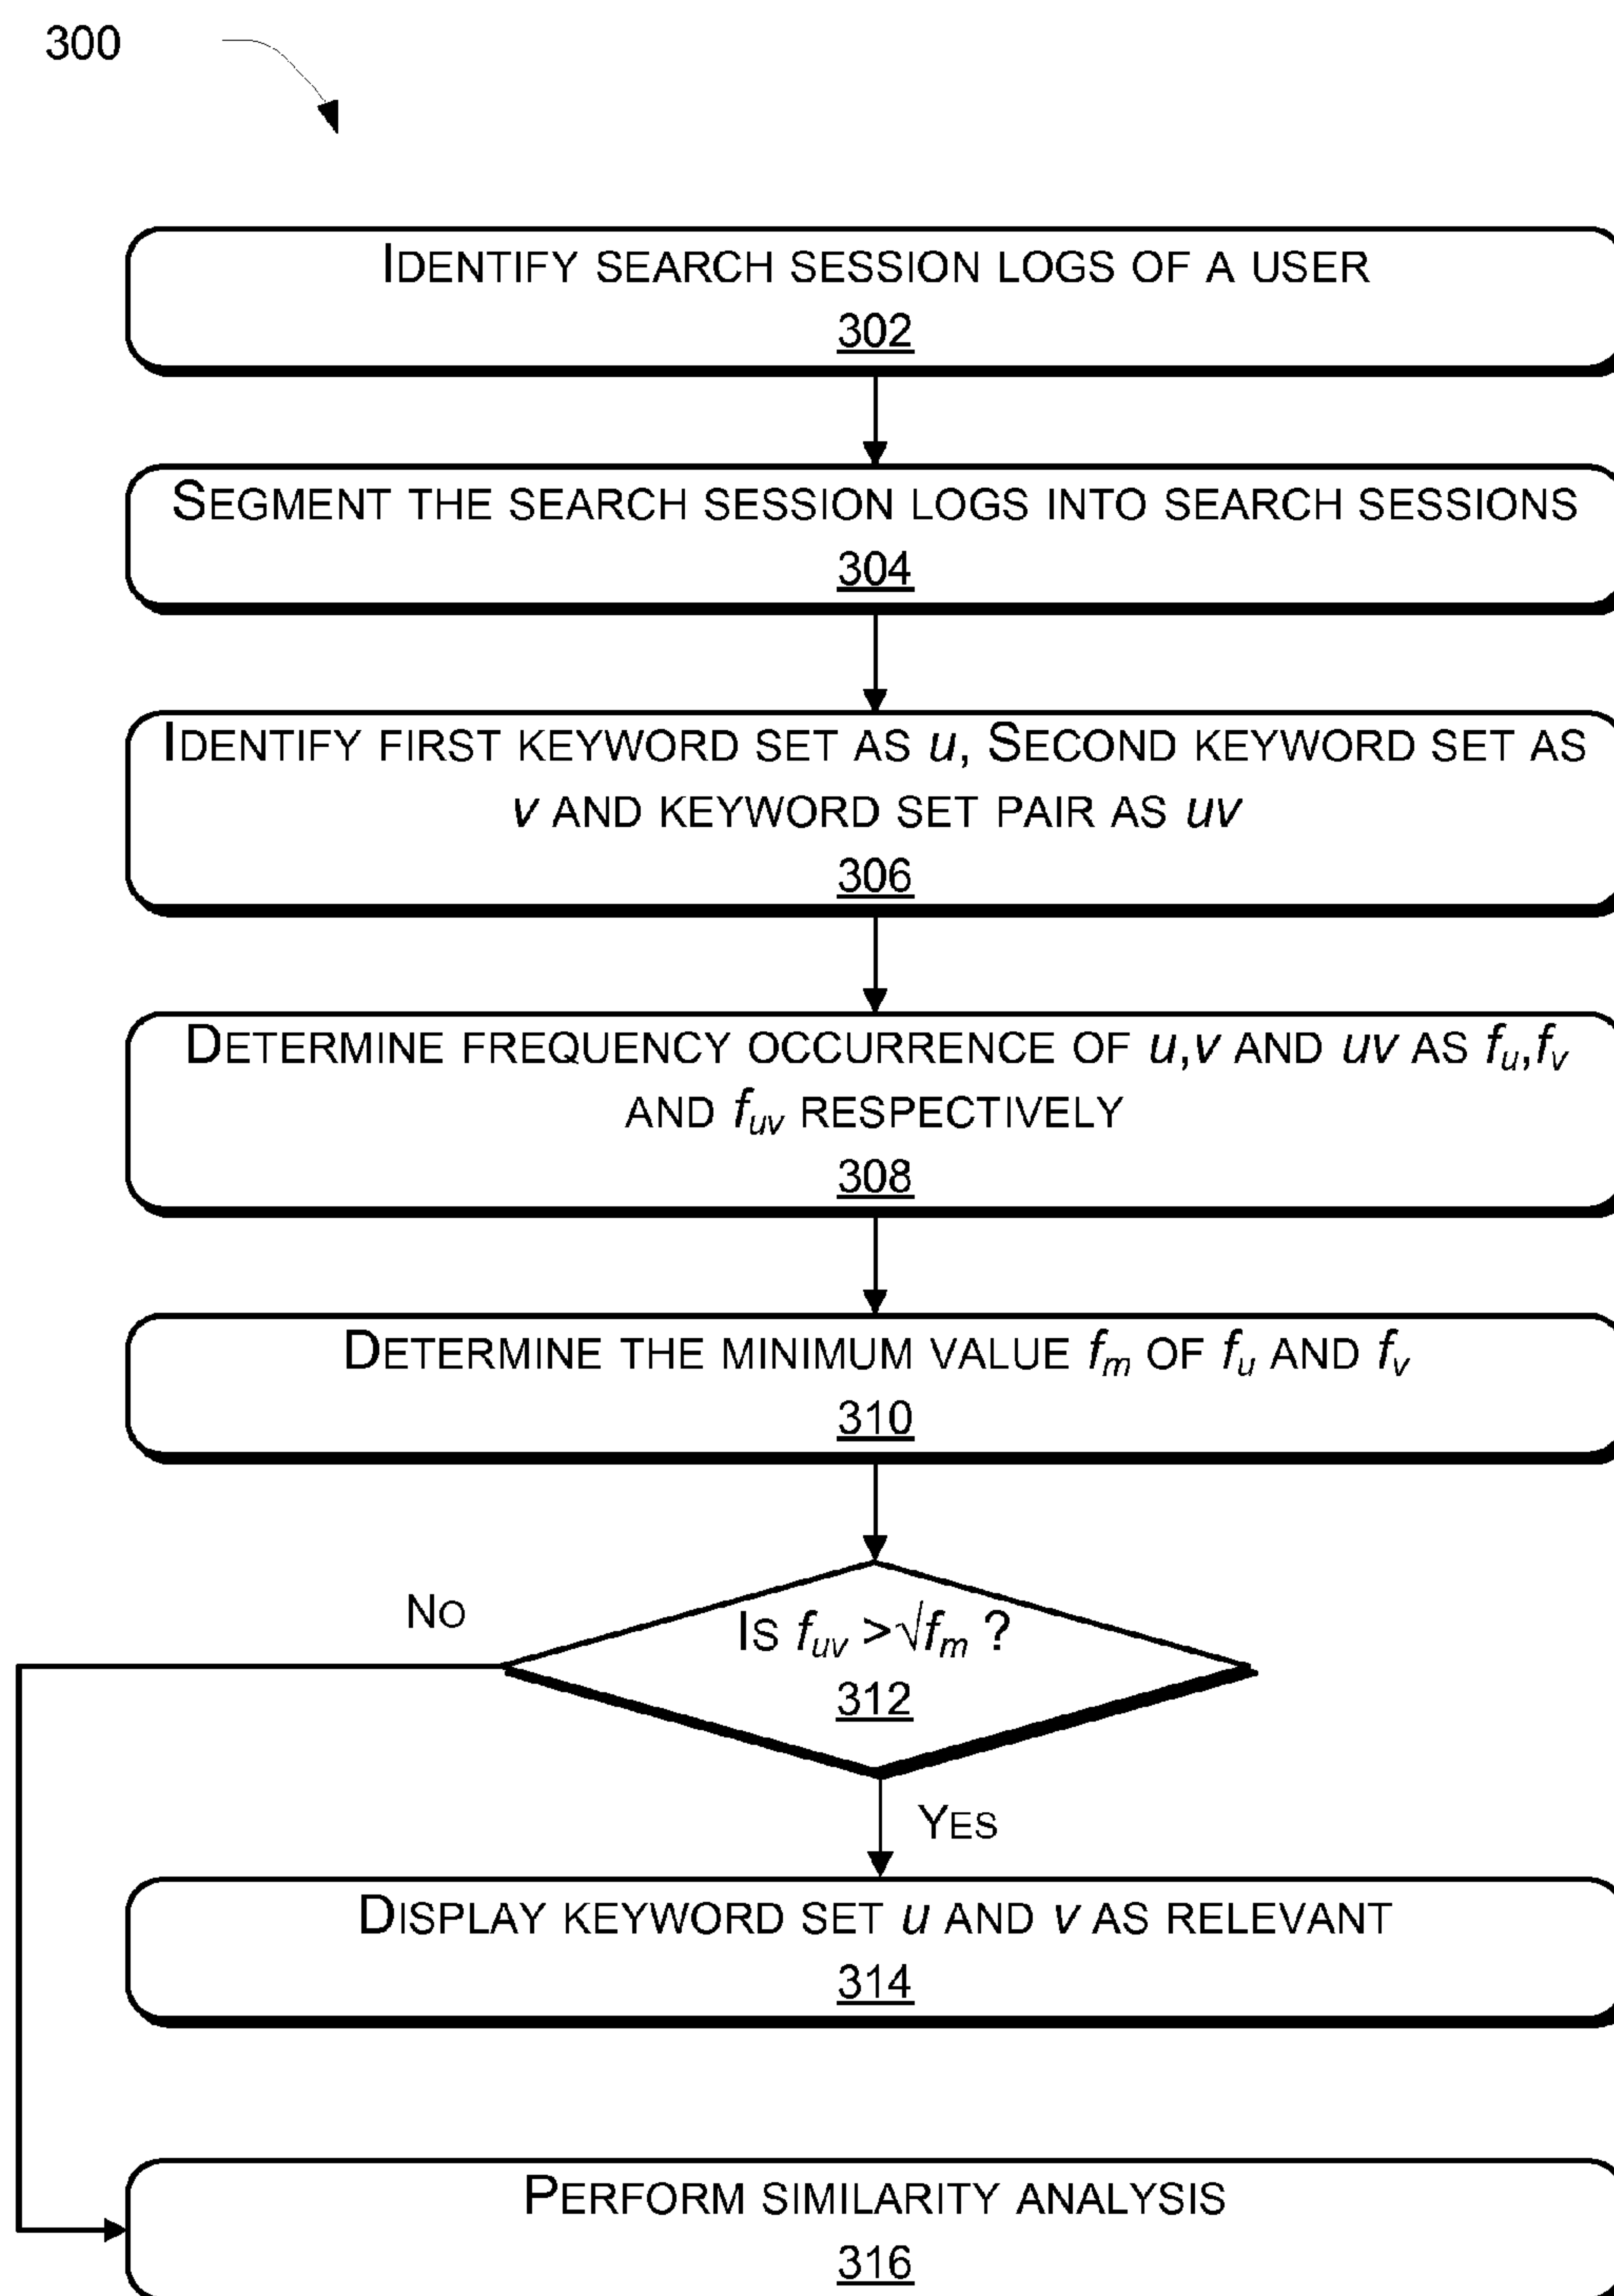 300
IDENTIFY SEARCH SESSION LOGS OF A USER
302
SEGMENT THE SEARCH SESSION LOGS INTO SEARCH SESSIONS
304
IDENTIFY FIRST KEYWORD SET AS u, SECOND KEYWORD SET AS
v AND KEYWORD SET PAIR AS uv
306
DETERMINE FREQUENCY OCCURRENCE OF u,v AND uv AS fu,fv
AND fuv RESPECTIVELY
308
DETERMINE THE MINIMUM VALUE fm OF fu AND fv
310
NO
IS fuv >√fm ?
312
YES
DISPLAY KEYWORD SET u AND v AS RELEVANT
314
PERFORM SIMILARITY ANALYSIS
316